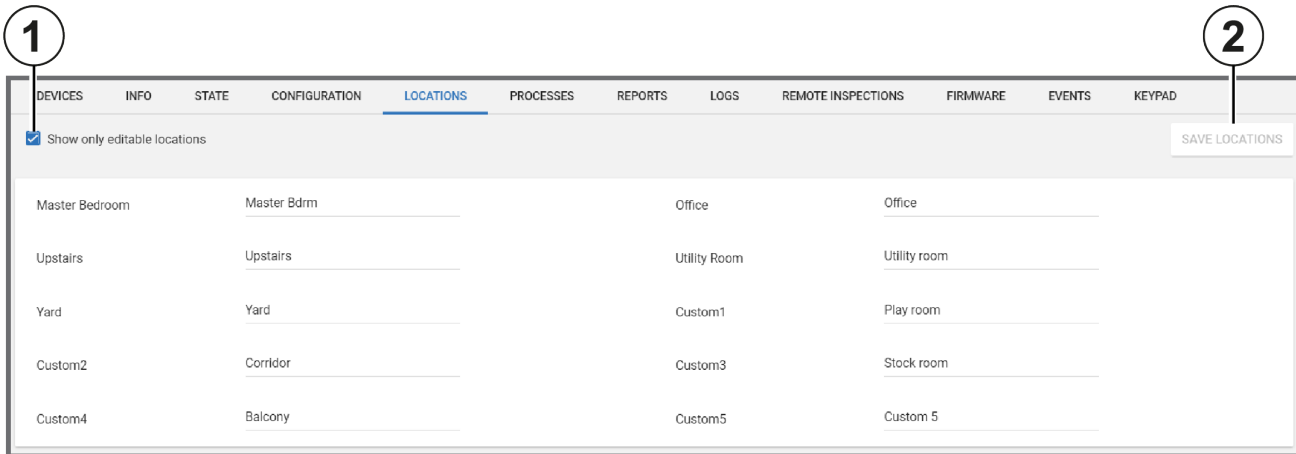 1 2
DEVICES INFO STATE CONFIGURATION LOCATIONS PROCESSES REPORTS LOGS REMOTE INSPECTIONS FIRMWARE EVENTS KEYPAD
Show only editable locations SAVE LOCATIONS
Master Bedroom Master Bdrm Office Office
Upstairs Upstairs Utility Room Utility room
Yard Yard Custom1 Play room
Custom2 Corridor Custom3 Stock room
Custom4 Balcony Custom5 Custom 5